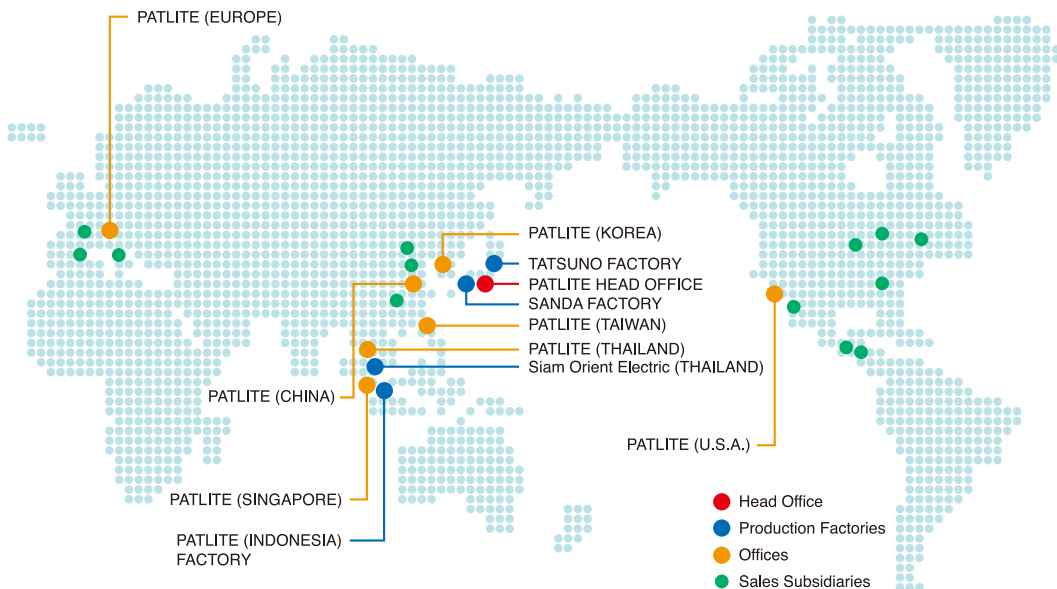 PATLITE (EUROPE)
PATLITE (KOREA)
TATSUNO FACTORY
PATLITE HEAD OFFICE
SANDA FACTORY
PATLITE (TAIWAN)
PATLITE (THAILAND)
Siam Orient Electric (THAILAND)
PATLITE (CHINA)
PATLITE (U.S.A.)
PATLITE (SINGAPORE)
PATLITE (INDONESIA)
FACTORY
Head Office
Production Factories
Offices
Sales Subsidiaries